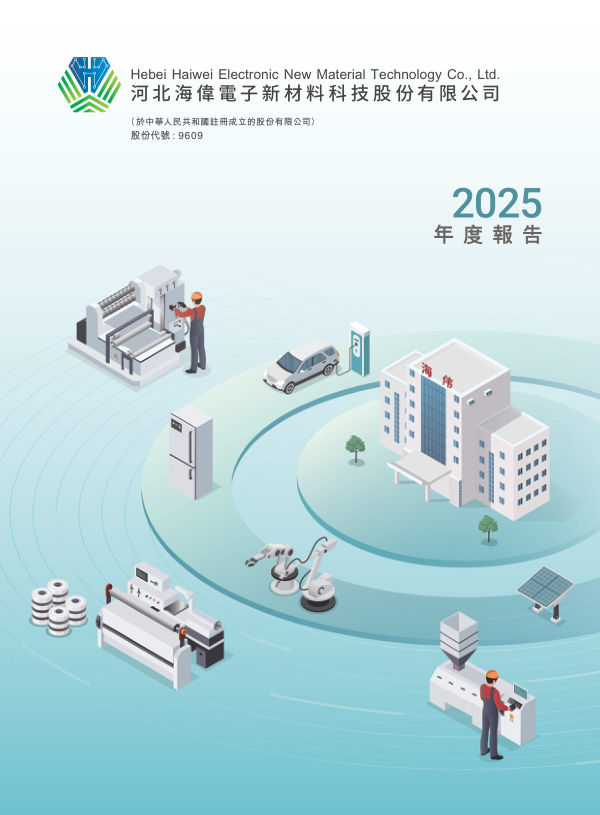 Hebei Haiwei Electronic New Material Technology Co., Ltd.
河北海偉電子新材料科技股份有限公司
（於中華人民共和國註冊成立的股份有限公司）
股份代號 : 9609
2025
年度報告
海伟